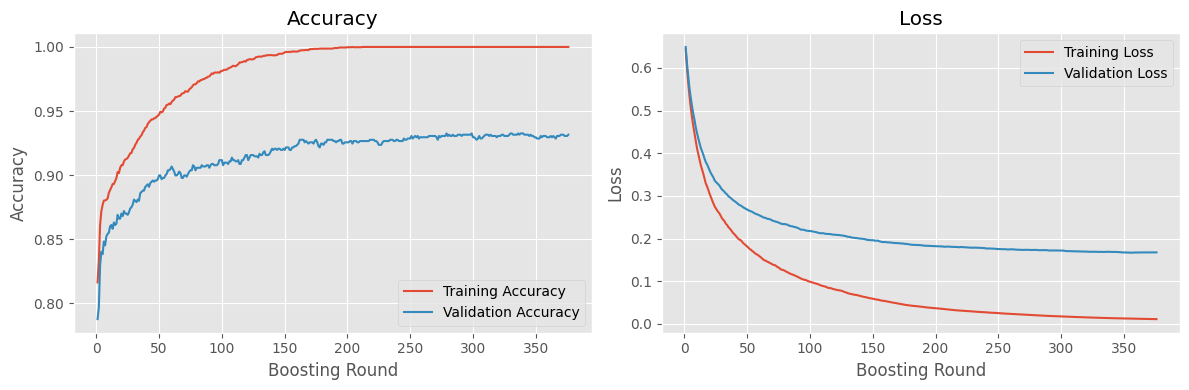 Accuracy
1.00
0.95
0.90
0.85
0.80
Accuracy
Training Accuracy
Validation Accuracy
0 50 100 150 200 250 300 350
Boosting Round
Loss
0.6
0.5
0.4
0.3
0.2
0.1
0.0
Loss
Training Loss
Validation Loss
0 50 100 150 200 250 300 350
Boosting Round